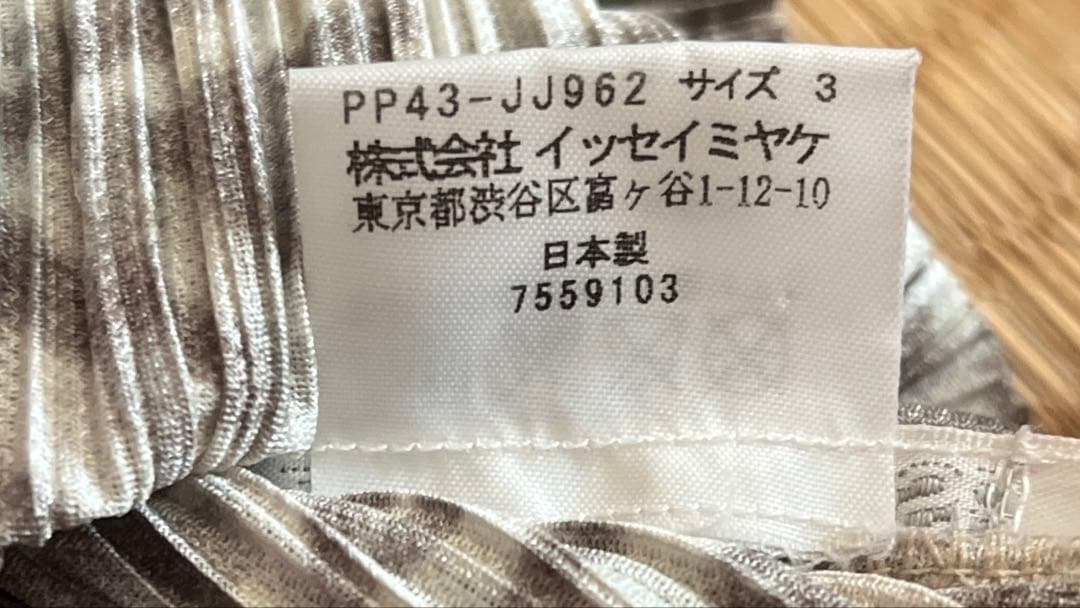 PP43-JJ962 サイズ 3
株式会社 イッセイミヤケ
東京都渋谷区富ヶ谷1-12-10
日本製
7559103